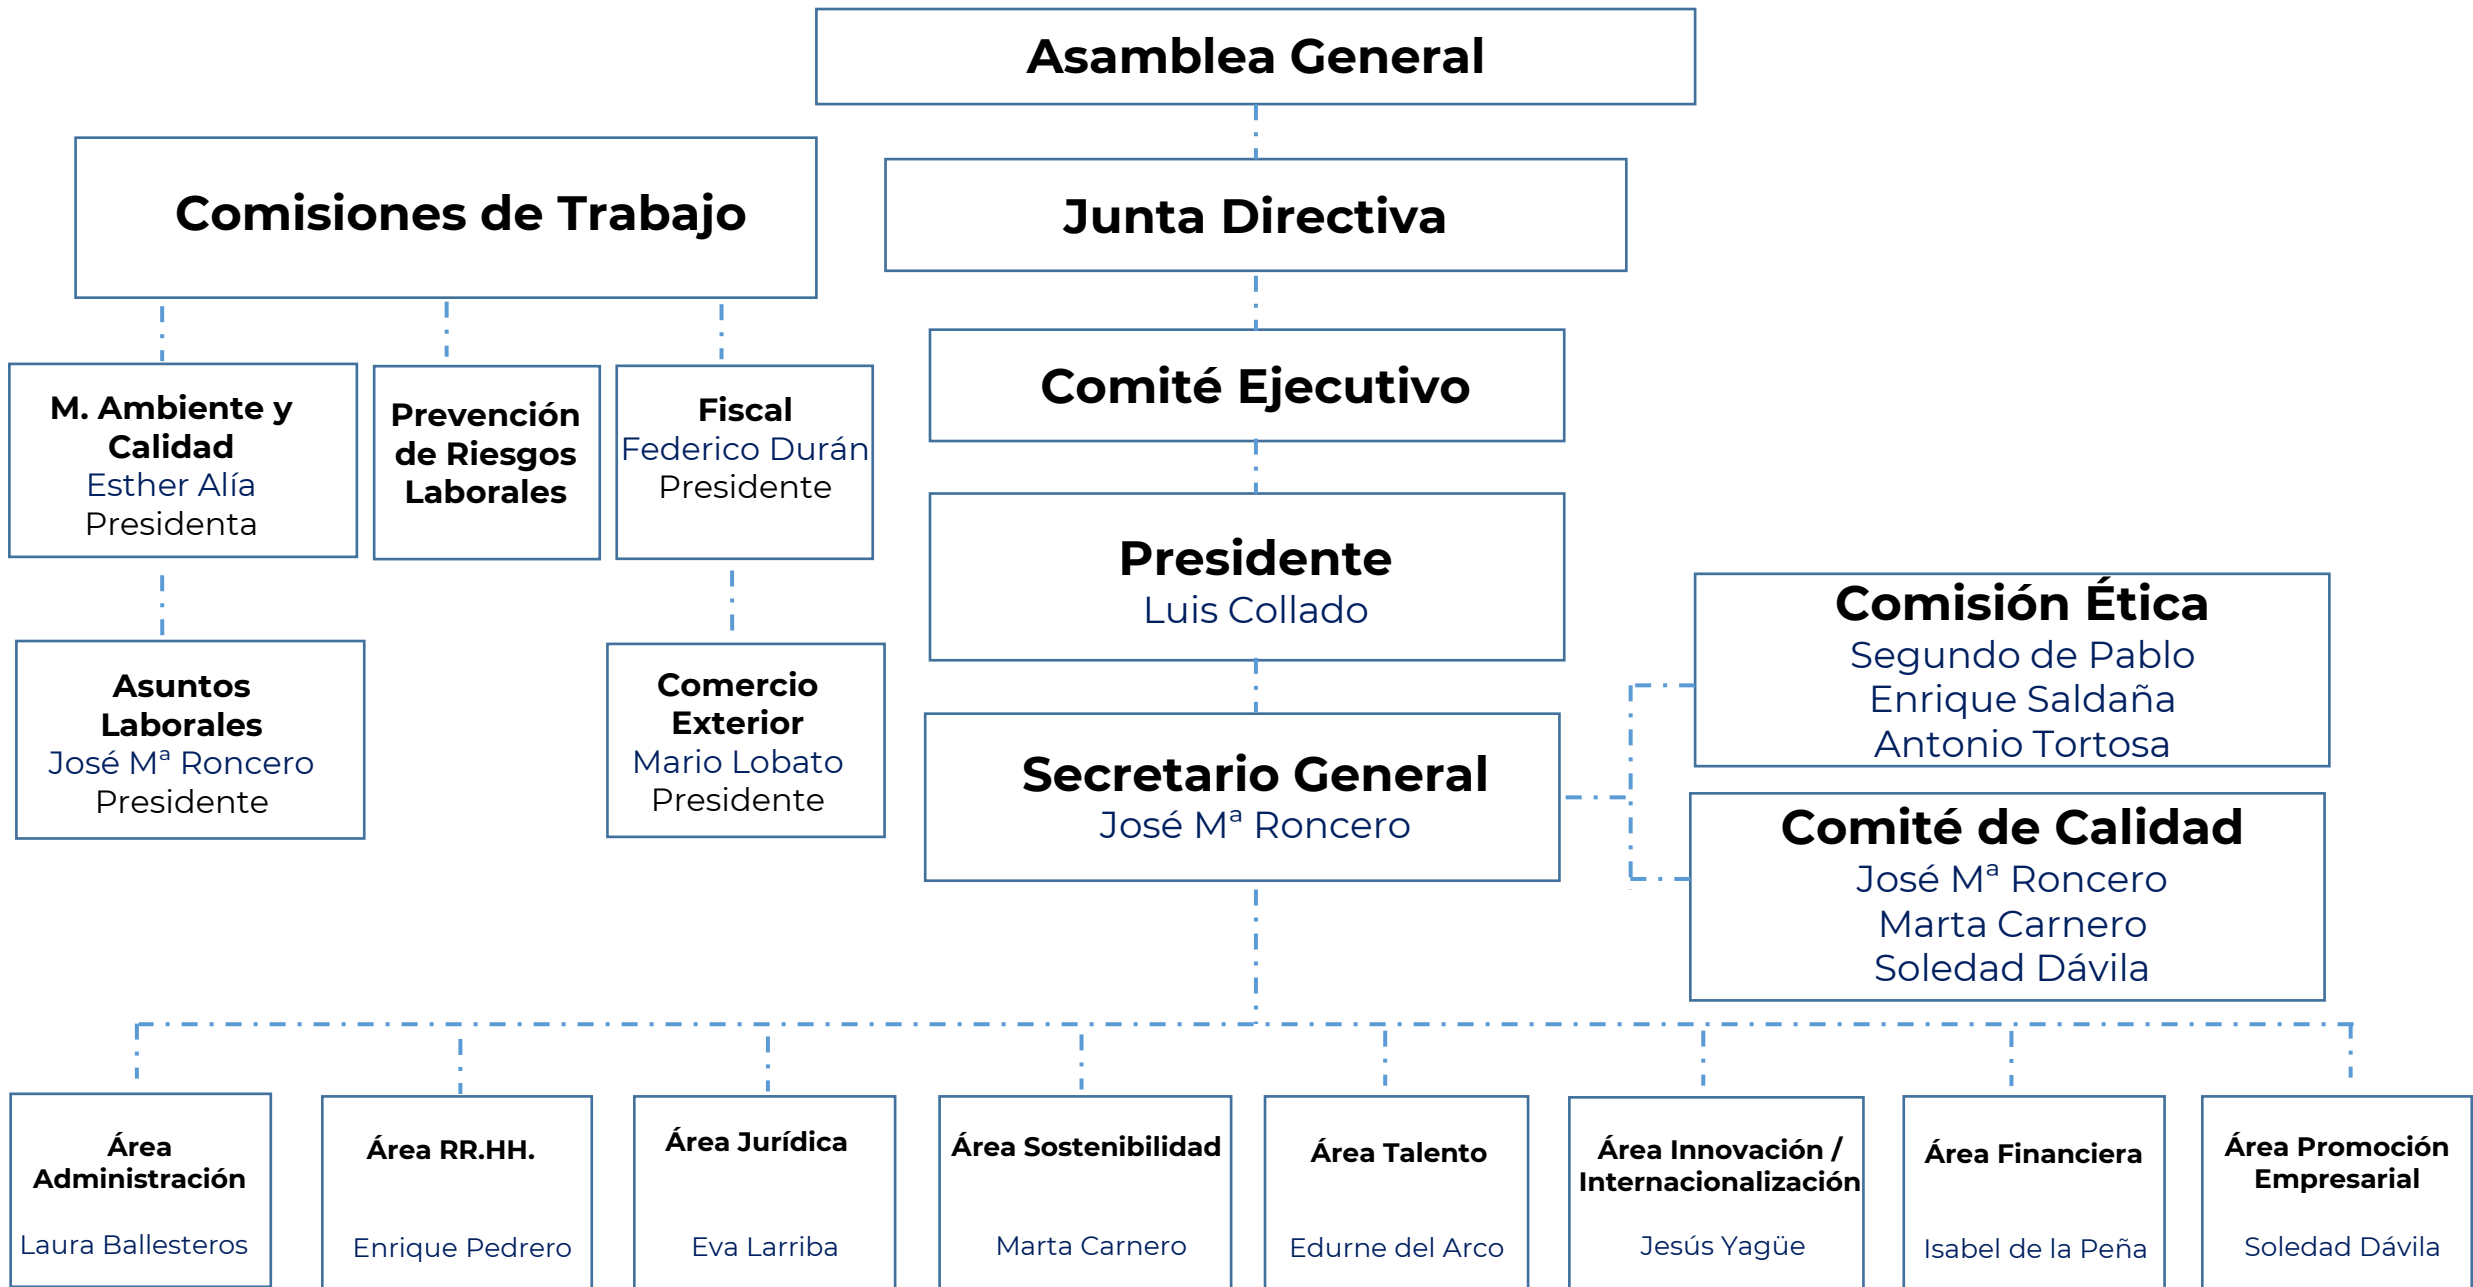 Asamblea General
Comisiones de Trabajo
Junta Directiva
Comité Ejecutivo
M. Ambiente y
Calidad
Esther Alía
Presidenta
Prevención
de Riesgos
Laborales
Fiscal
Federico Durán
Presidente
Presidente
Luis Collado
Asuntos
Laborales
José Mª Roncero
Presidente
Comercio
Exterior
Mario Lobato
Presidente
Secretario General
José Mª Roncero
Comisión Ética
Segundo de Pablo
Enrique Saldaña
Antonio Tortosa
Comité de Calidad
José Mª Roncero
Marta Carnero
Soledad Dávila
Área
Administración
Laura Ballesteros
Área RR.HH.
Enrique Pedrero
Área Jurídica
Eva Larriba
Área Sostenibilidad
Marta Carnero
Área Talento
Edurne del Arco
Área Innovación /
Internacionalización
Jesús Yagüe
Área Financiera
Isabel de la Peña
Área Promoción
Empresarial
Soledad Dávila